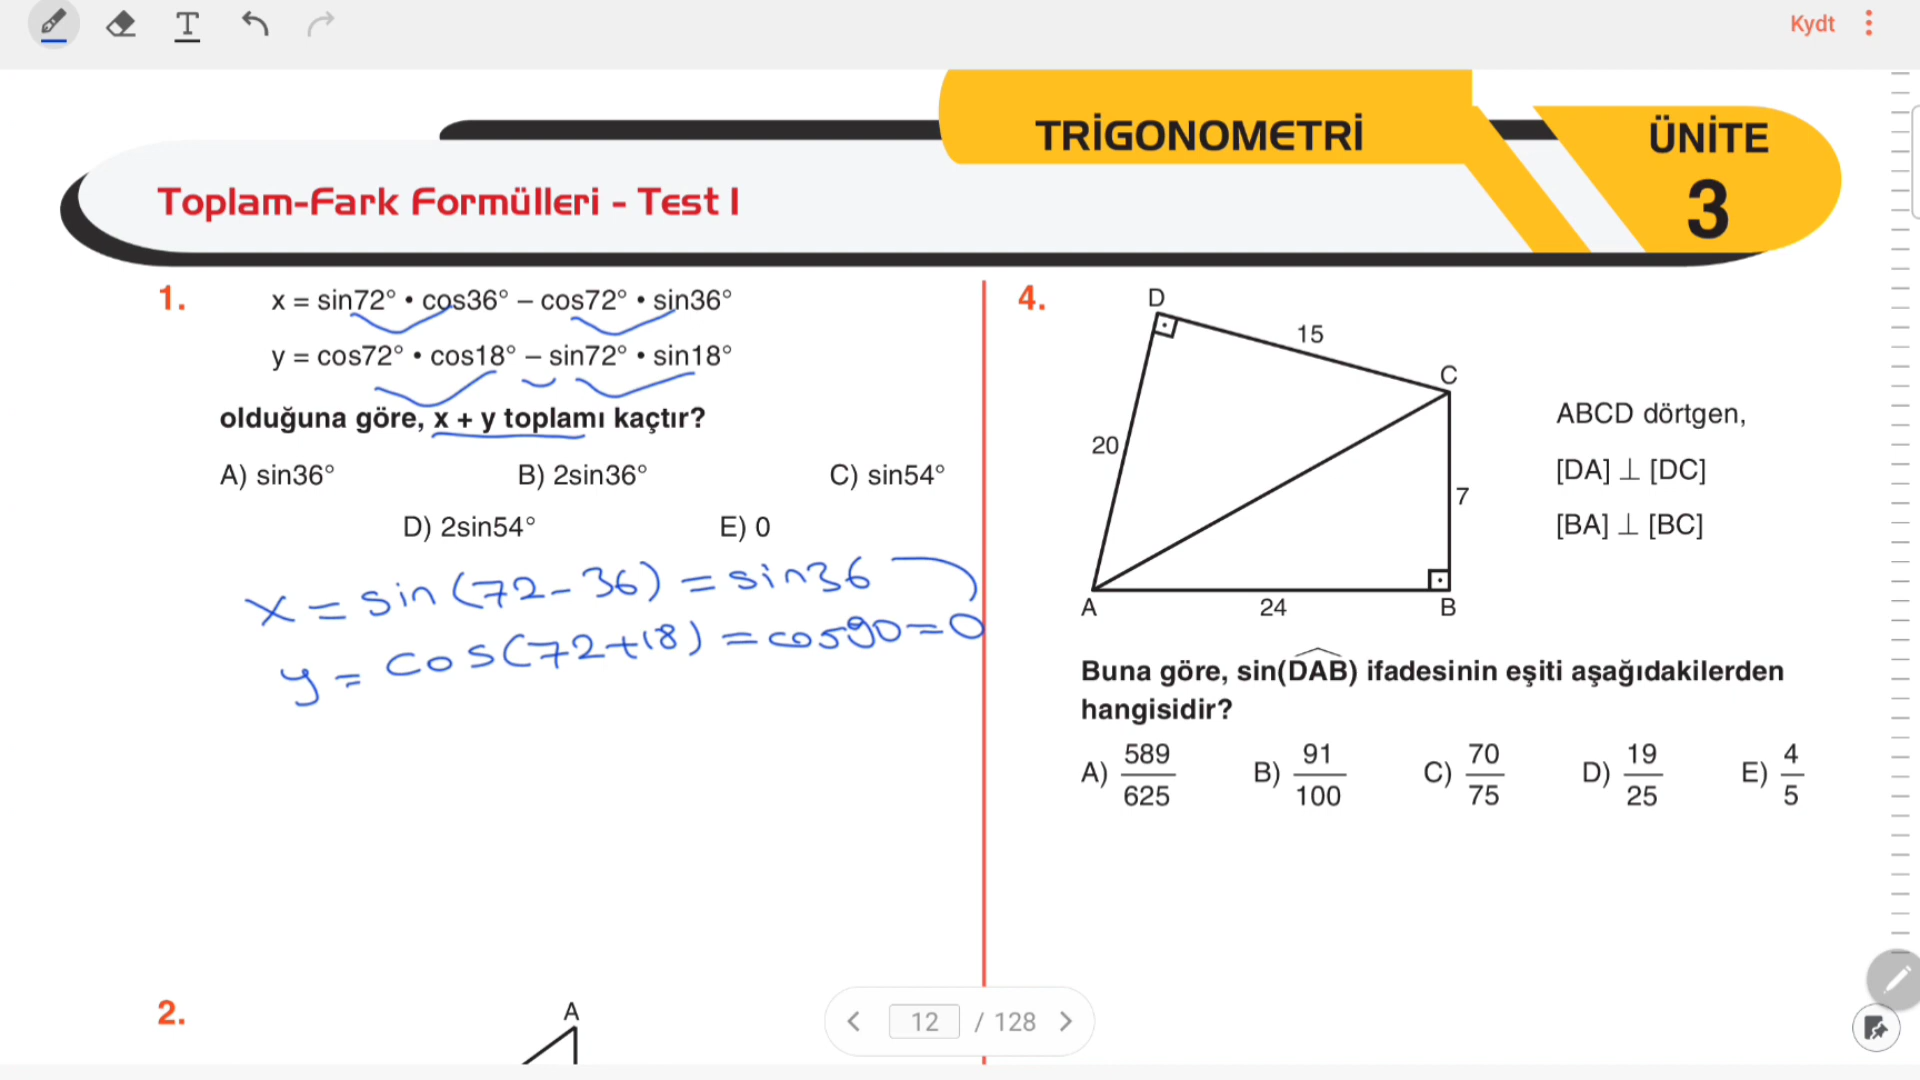 T
Kydt
TRİGONOMETRİ
ÜNİTE
3
Toplam-Fark Formülleri - Test I
1.
x = sin72° • cos36° – cos72° • sin36°
y = cos72° • cos18° – sin72° • sin18°
olduğuna göre, x + y toplamı kaçtır?
A) sin36° B) 2sin36° C) sin54°
D) 2sin54° E) 0
x = sin(72-36) = sin36
y = cos(72+18) = cos90=0
2.
A
4.
D
15
C
20
7
A
24
B
ABCD dörtgen,
[DA] ⊥ [DC]
[BA] ⊥ [BC]
Buna göre, sin(DAB) ifadesinin eşiti aşağıdakilerden
hangisidir?
A) 589/625 B) 91/100 C) 70/75 D) 19/25 E) 4/5
12 / 128